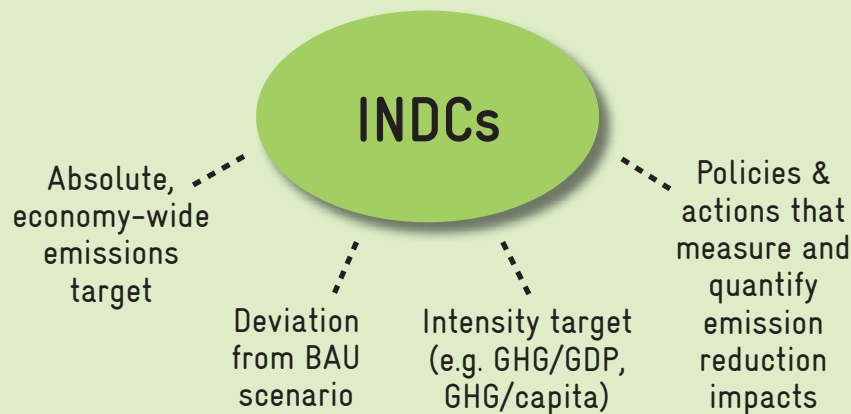 INDCs
Absolute,
economy-wide
emissions
target
Deviation
from BAU
scenario
Intensity target
(e.g. GHG/GDP,
GHG/capita)
Policies &
actions that
measure and
quantify
emission
reduction
impacts